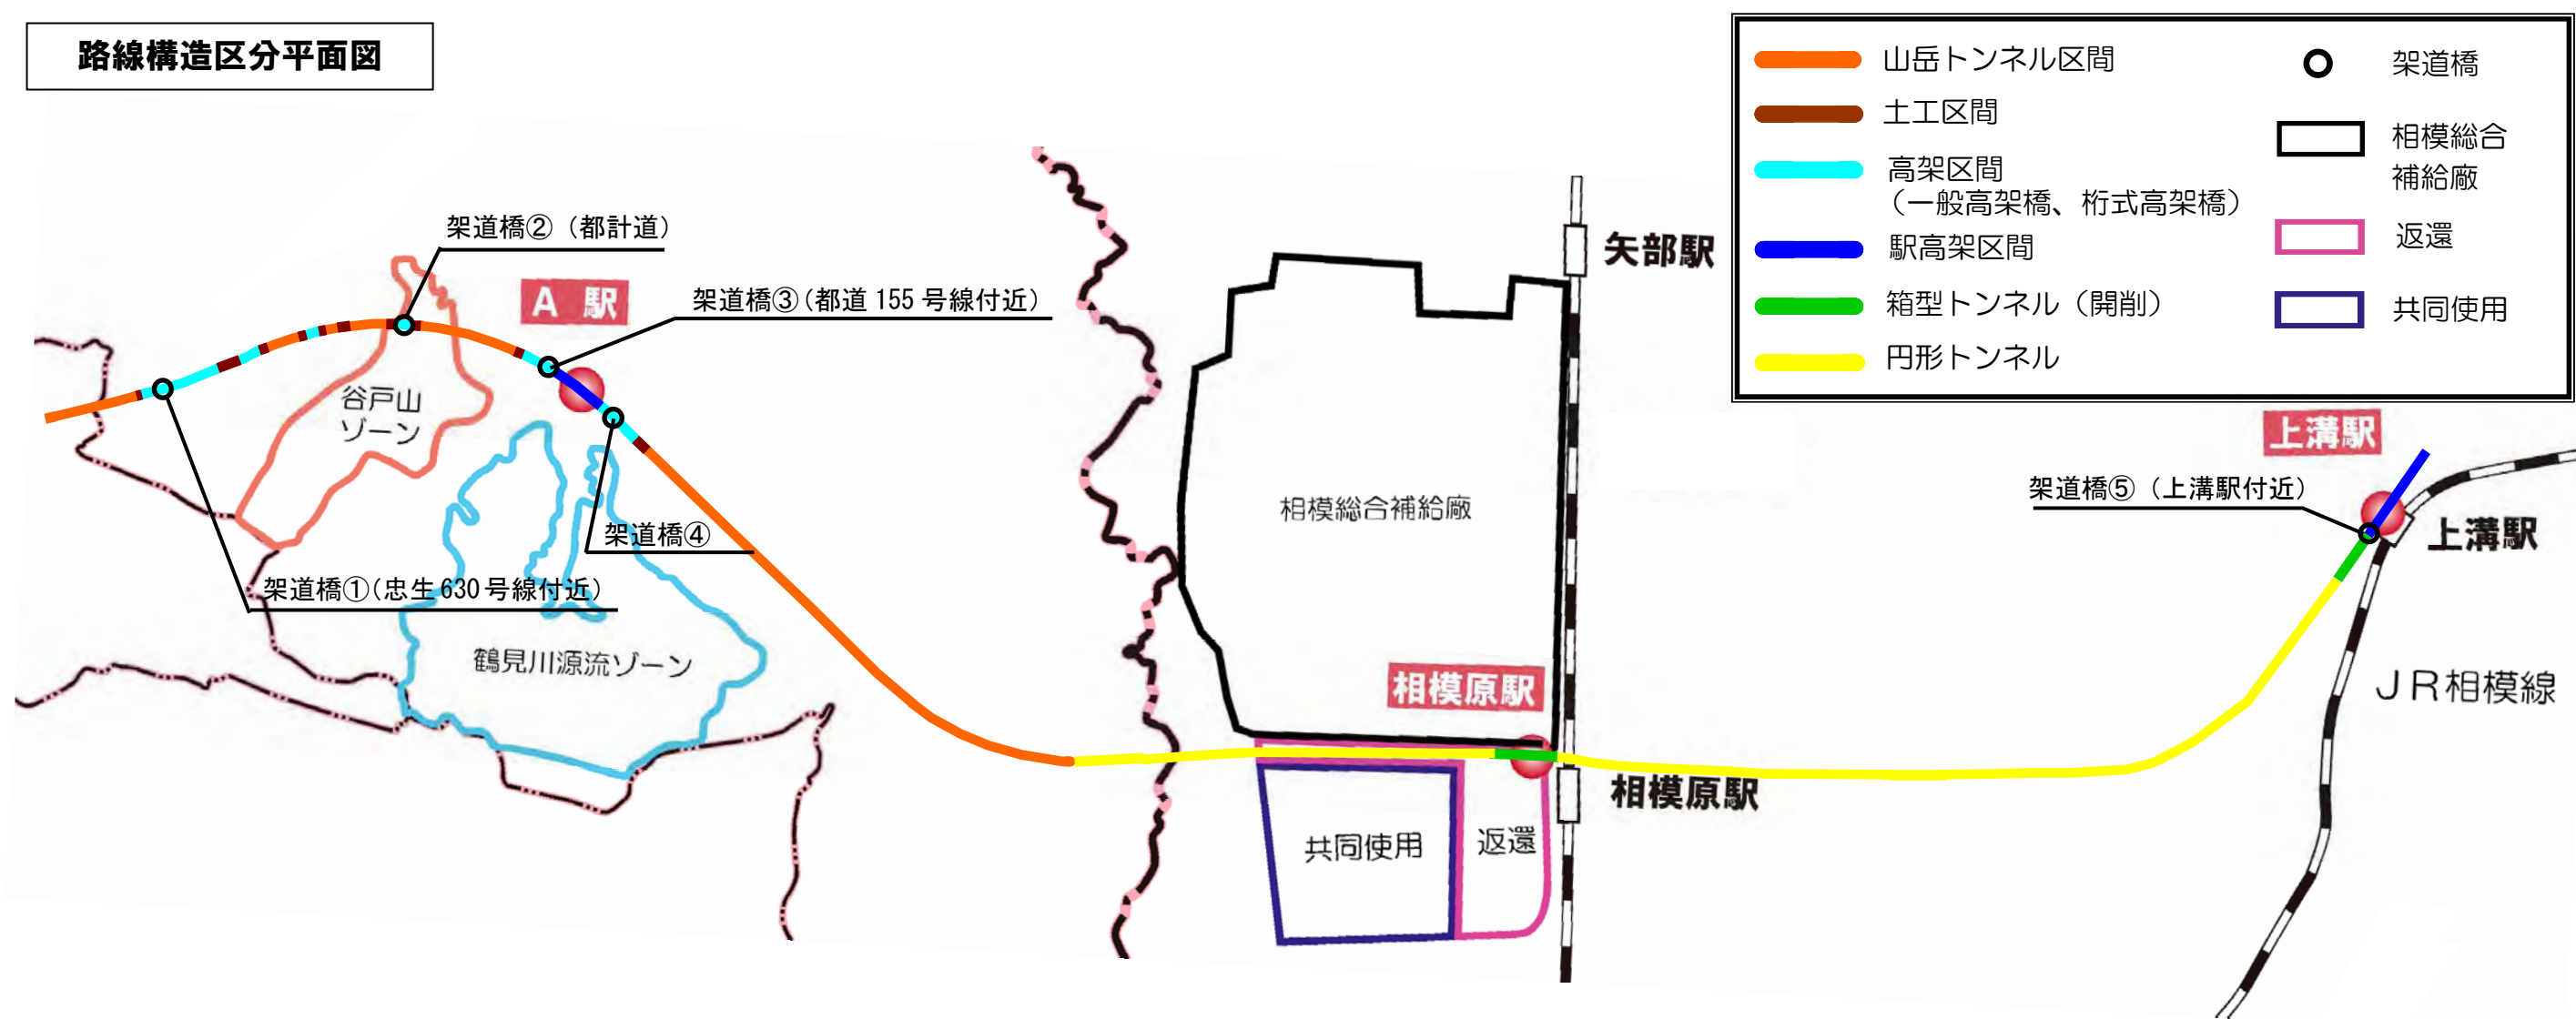 路線構造区分平面図
山岳トンネル区間
土工区間
高架区間
（一般高架橋、桁式高架橋）
駅高架区間
箱型トンネル（開削）
円形トンネル
架道橋
相模総合
補給廠
返還
共同使用
架道橋②（都計道）
A 駅
架道橋③（都道155号線付近）
矢部駅
谷戸山
ゾーン
上溝駅
架道橋⑤（上溝駅付近）
相模総合補給廠
架道橋④
上溝駅
架道橋①（忠生630号線付近）
鶴見川源流ゾーン
相模原駅
ＪＲ相模線
相模原駅
共同使用
返還